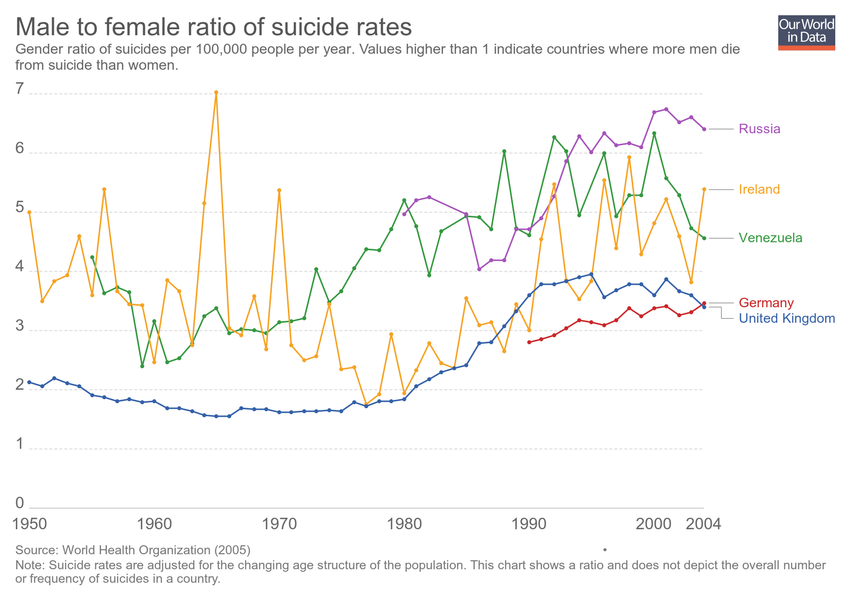 Male to female ratio of suicide rates
Our World
in Data
Gender ratio of suicides per 100,000 people per year. Values higher than 1 indicate countries where more men die
from suicide than women.
7
6
5
4
3
2
1
0
Russia
Ireland
Venezuela
Germany
United Kingdom
1950
1960
1970
1980
1990
2000
2004
Source: World Health Organization (2005)
Note: Suicide rates are adjusted for the changing age structure of the population. This chart shows a ratio and does not depict the overall number
or frequency of suicides in a country.